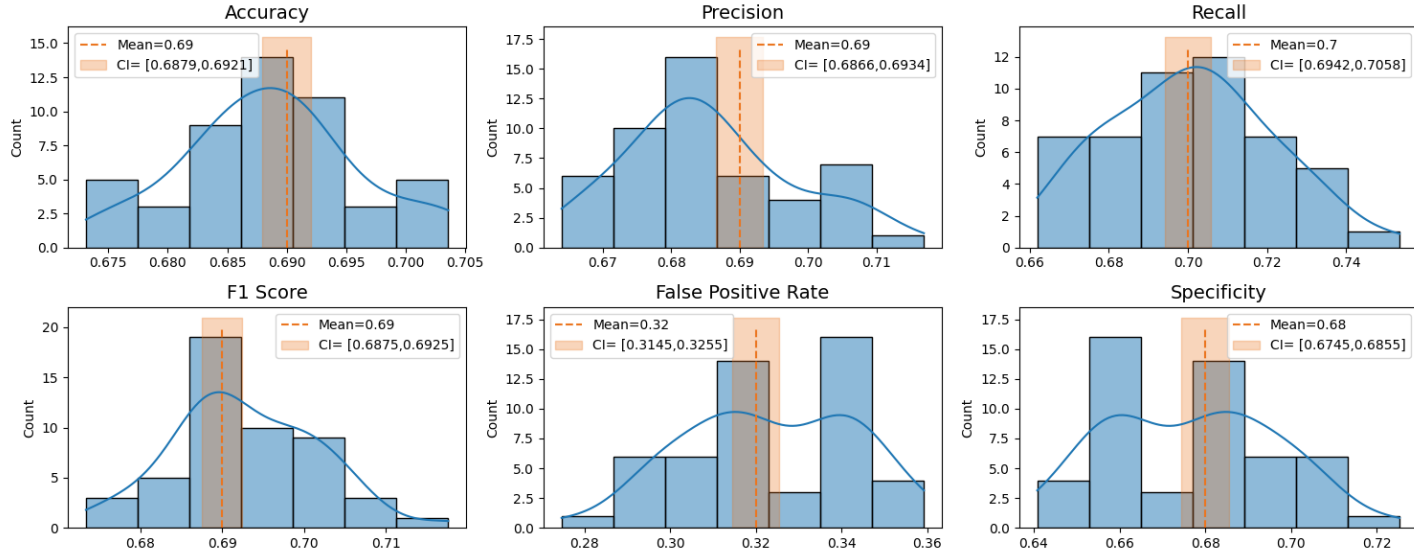 Accuracy
Mean=0.69
CI= [0.6879,0.6921]
Count
15.0
12.5
10.0
7.5
5.0
2.5
0.0
0.675 0.680 0.685 0.690 0.695 0.700 0.705
Precision
Mean=0.69
CI= [0.6866,0.6934]
Count
17.5
15.0
12.5
10.0
7.5
5.0
2.5
0.0
0.67 0.68 0.69 0.70 0.71
Recall
Mean=0.7
CI= [0.6942,0.7058]
Count
12
10
8
6
4
2
0
0.66 0.68 0.70 0.72 0.74
F1 Score
Mean=0.69
CI= [0.6875,0.6925]
Count
20
15
10
5
0
0.68 0.69 0.70 0.71
False Positive Rate
Mean=0.32
CI= [0.3145,0.3255]
Count
17.5
15.0
12.5
10.0
7.5
5.0
2.5
0.0
0.28 0.30 0.32 0.34 0.36
Specificity
Mean=0.68
CI= [0.6745,0.6855]
Count
17.5
15.0
12.5
10.0
7.5
5.0
2.5
0.0
0.64 0.66 0.68 0.70 0.72